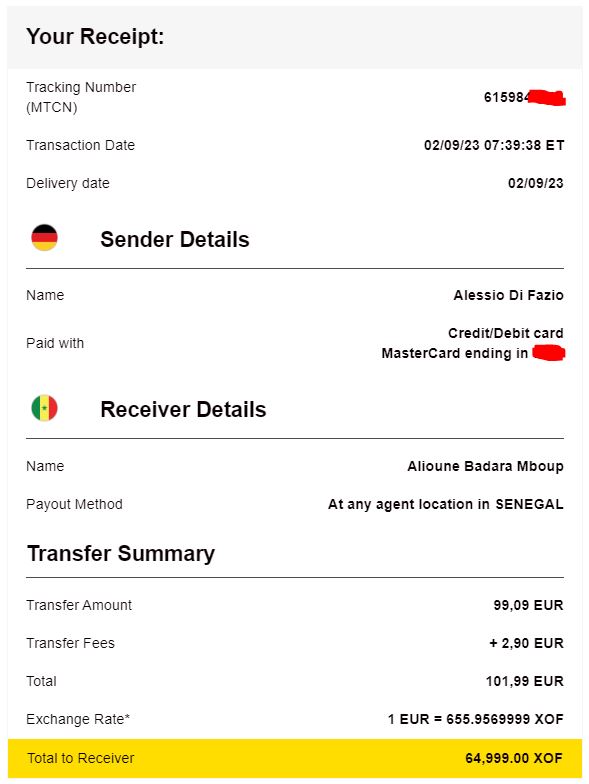 Your Receipt:
Tracking Number
(MTCN)
61598
Transaction Date 02/09/23 07:39:38 ET
Delivery date 02/09/23
Sender Details
Name Alessio Di Fazio
Paid with
Credit/Debit card
MasterCard ending in
Receiver Details
Name Alioune Badara Mboup
Payout Method At any agent location in SENEGAL
Transfer Summary
Transfer Amount 99,09 EUR
Transfer Fees + 2,90 EUR
Total 101,99 EUR
Exchange Rate* 1 EUR = 655.9569999 XOF
Total to Receiver 64,999.00 XOF